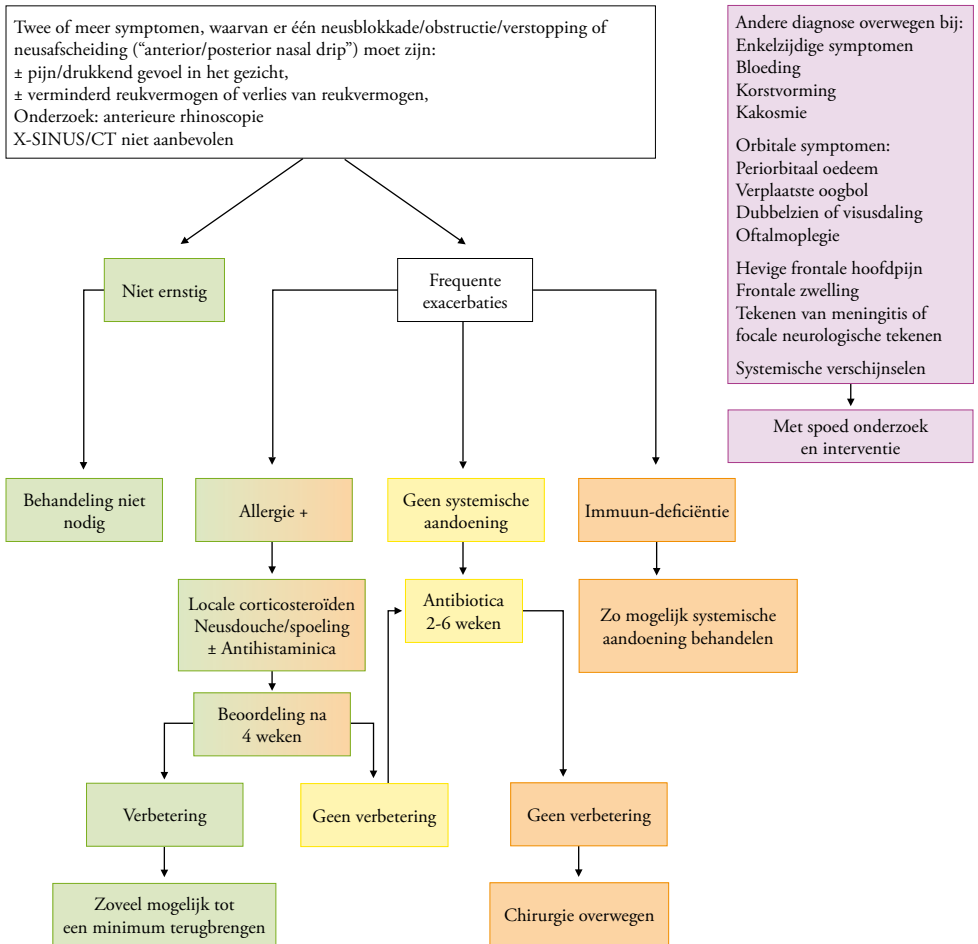 Twee of meer symptomen, waarvan er één neusblokkade/obstructie/verstopping of
neusafscheiding (“anterior/posterior nasal drip”) moet zijn:
± pijn/drukkend gevoel in het gezicht,
± verminderd reukvermogen of verlies van reukvermogen,
Onderzoek: anterieure rhinoscopie
X-SINUS/CT niet aanbevolen
Andere diagnose overwegen bij:
Enkelzijdige symptomen
Bloeding
Korstvorming
Kakosmie
Orbitale symptomen:
Periorbitaal oedeem
Verplaatste oogbol
Dubbelzien of visusdaling
Oftalmoplegie
Hevige frontale hoofdpijn
Frontale zwelling
Tekenen van meningitis of
focale neurologische tekenen
Systemische verschijnselen
Met spoed onderzoek
en interventie
Niet ernstig
Frequente
exacerbaties
Behandeling niet
nodig
Allergie +
Geen systemische
aandoening
Immuun-deficiëntie
Locale corticosteroïden
Neusdouche/spoeling
± Antihistaminica
Antibiotica
2-6 weken
Zo mogelijk systemische
aandoening behandelen
Beoordeling na
4 weken
Verbetering
Geen verbetering
Geen verbetering
Zoveel mogelijk tot
een minimum terugbrengen
Chirurgie overwegen